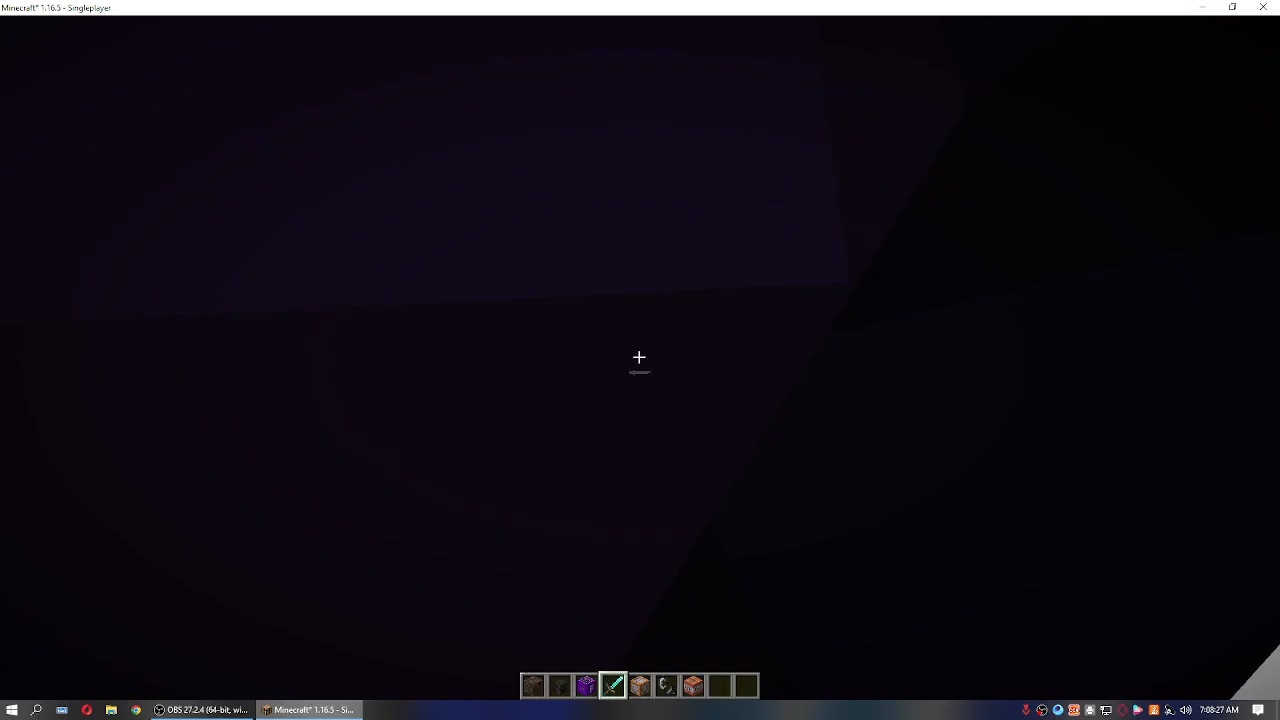 Minecraft* 1.16.5 - Singleplayer
OBS 27.2.4 (64-bit, wi...
Minecraft* 1.16.5 - Si...
7:08:27 AM